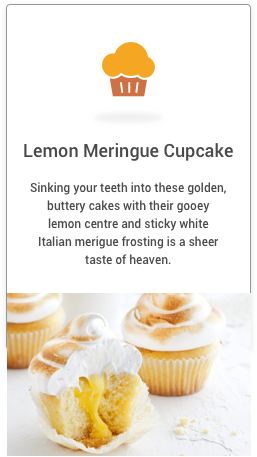 Lemon Meringue Cupcake
Sinking your teeth into these golden,
buttery cakes with their gooey
lemon centre and sticky white
Italian merigue frosting is a sheer
taste of heaven.